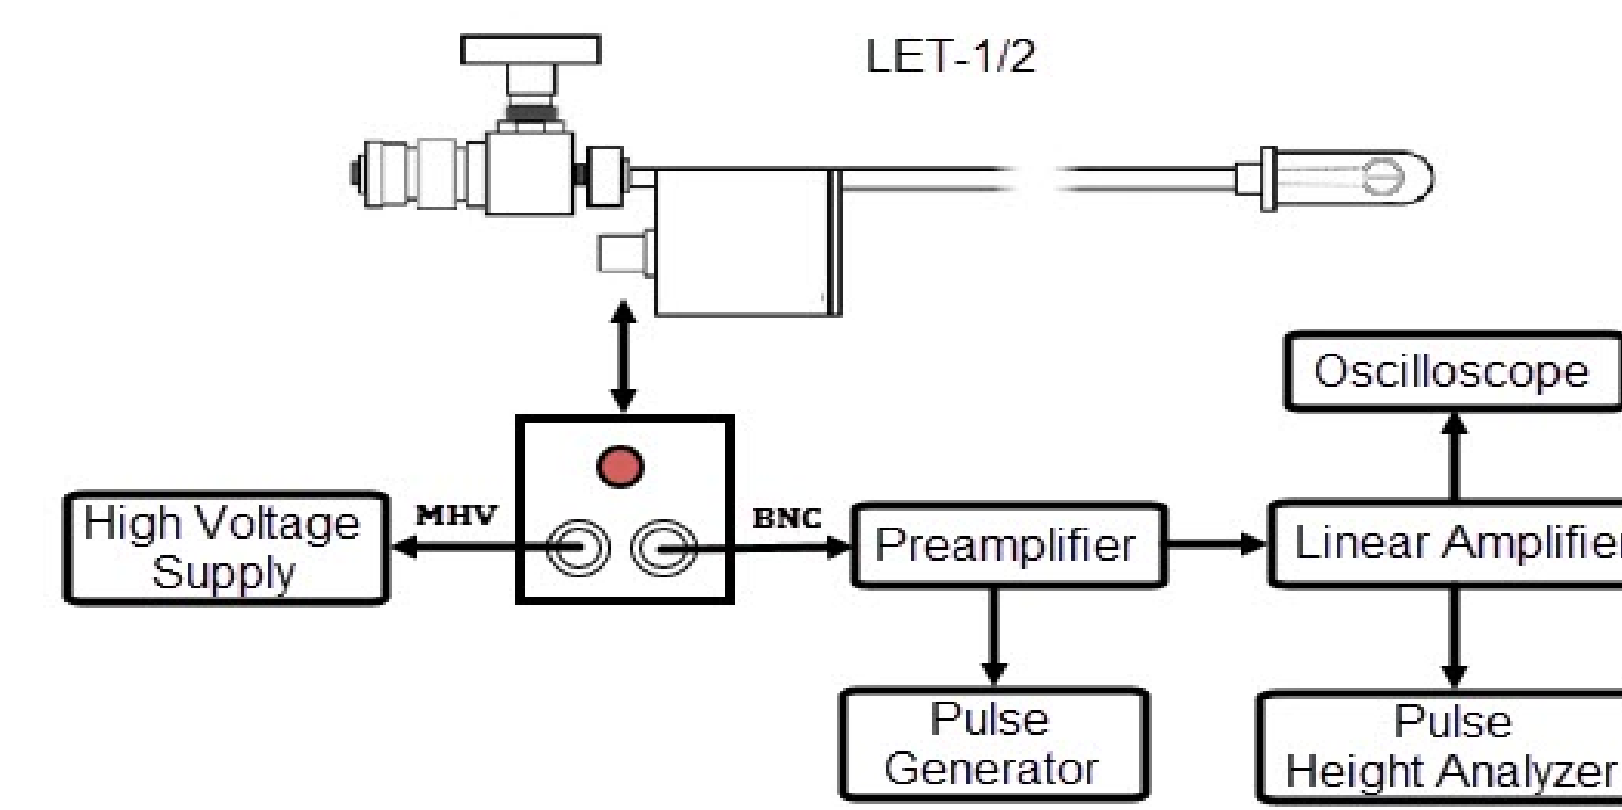 LET-1/2
Oscilloscope
High Voltage
Supply
MHV
BNC
Preamplifier
Linear Amplifier
Pulse
Generator
Pulse
Height Analyzer